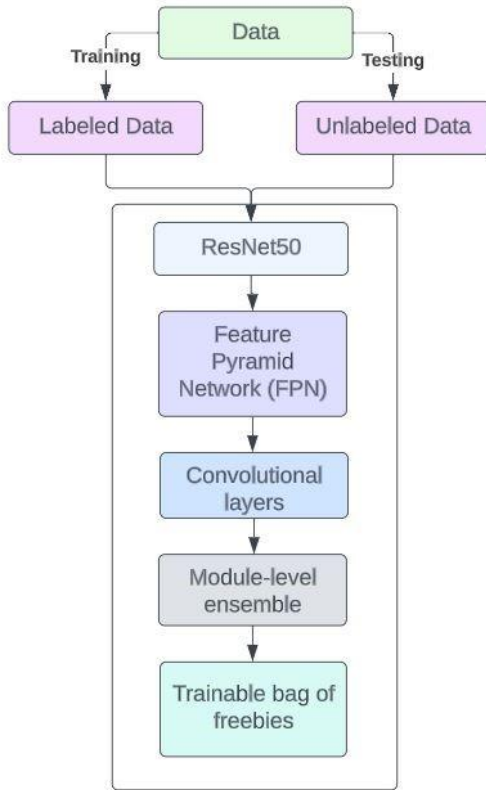 Data
Training
Testing
Labeled Data
Unlabeled Data
ResNet50
Feature
Pyramid
Network (FPN)
Convolutional
layers
Module-level
ensemble
Trainable bag of
freebies